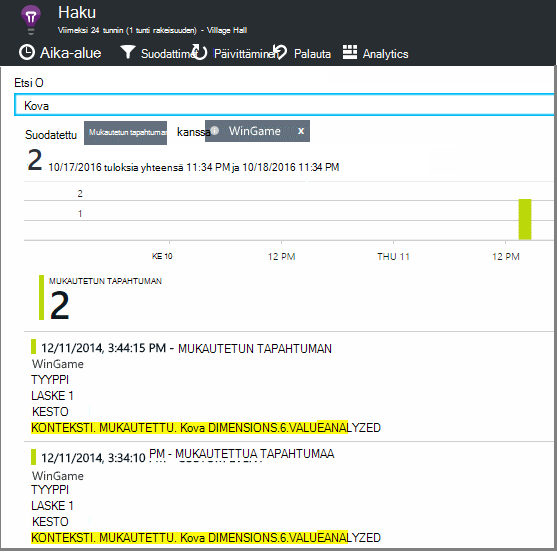 Haku
Viimeksi 24 tunnin (1 tunti rakeisuuden) - Village Hall
Aika-alue Suodattimet Päivittäminen Palauta Analytics
Etsi O
Kova
Suodatettu Mukautetun tapahtuman kanssa WinGame x
2 10/17/2016 tuloksia yhteensä 11:34 PM ja 10/18/2016 11:34 PM
2
1
KE 10 12 PM THU 11 12 PM
MUKAUTETUN TAPAHTUMAN
2
12/11/2014, 3:44:15 PM - MUKAUTETUN TAPAHTUMAN
WinGame
TYYPPI
LASKE 1
KESTO
KONTEKSTI. MUKAUTETTU. Kova DIMENSIONS.6.VALUEANALYZED
12/11/2014, 3:34:10 PM - MUKAUTETTUA TAPAHTUMAA
WinGame
TYYPPI
LASKE 1
KESTO
KONTEKSTI. MUKAUTETTU. Kova DIMENSIONS.6.VALUEANALYZED